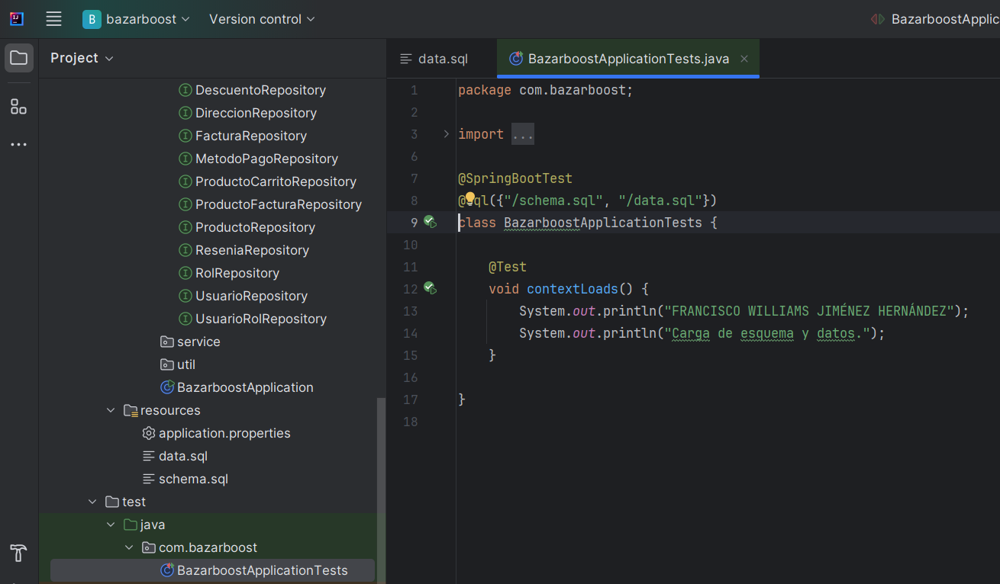 IJ
B bazarboost Version control BazarboostApplic
Project data.sql BazarboostApplicationTests.java
DescuentoRepository
DireccionRepository
FacturaRepository
MetodoPagoRepository
ProductoCarritoRepository
ProductoFacturaRepository
ProductoRepository
ReseniaRepository
RolRepository
UsuarioRepository
UsuarioRolRepository
service
util
BazarboostApplication
resources
application.properties
data.sql
schema.sql
test
java
com.bazarboost
BazarboostApplicationTests
1 package com.bazarboost;
2
3 import ...
6
7 @SpringBootTest
8 @Sql({"/schema.sql", "/data.sql"})
9 class BazarboostApplicationTests {
10
11 @Test
12 void contextLoads() {
13 System.out.println("FRANCISCO WILLIAMS JIMÉNEZ HERNÁNDEZ");
14 System.out.println("Carga de esquema y datos.");
15 }
16
17 }
18